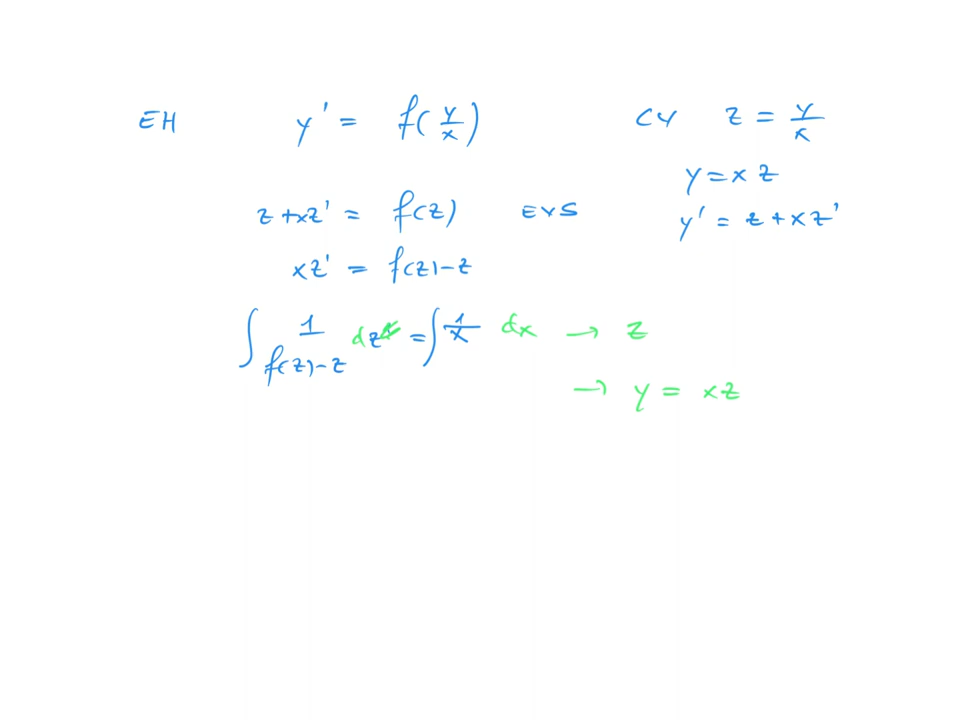 EH y' = f(y/x) CV z = y/x
y = x z
z + xz' = f(z) EVS y' = z + xz'
xz' = f(z) - z
∫ 1/(f(z) - z) dz = ∫ 1/x dx → z
→ y = xz